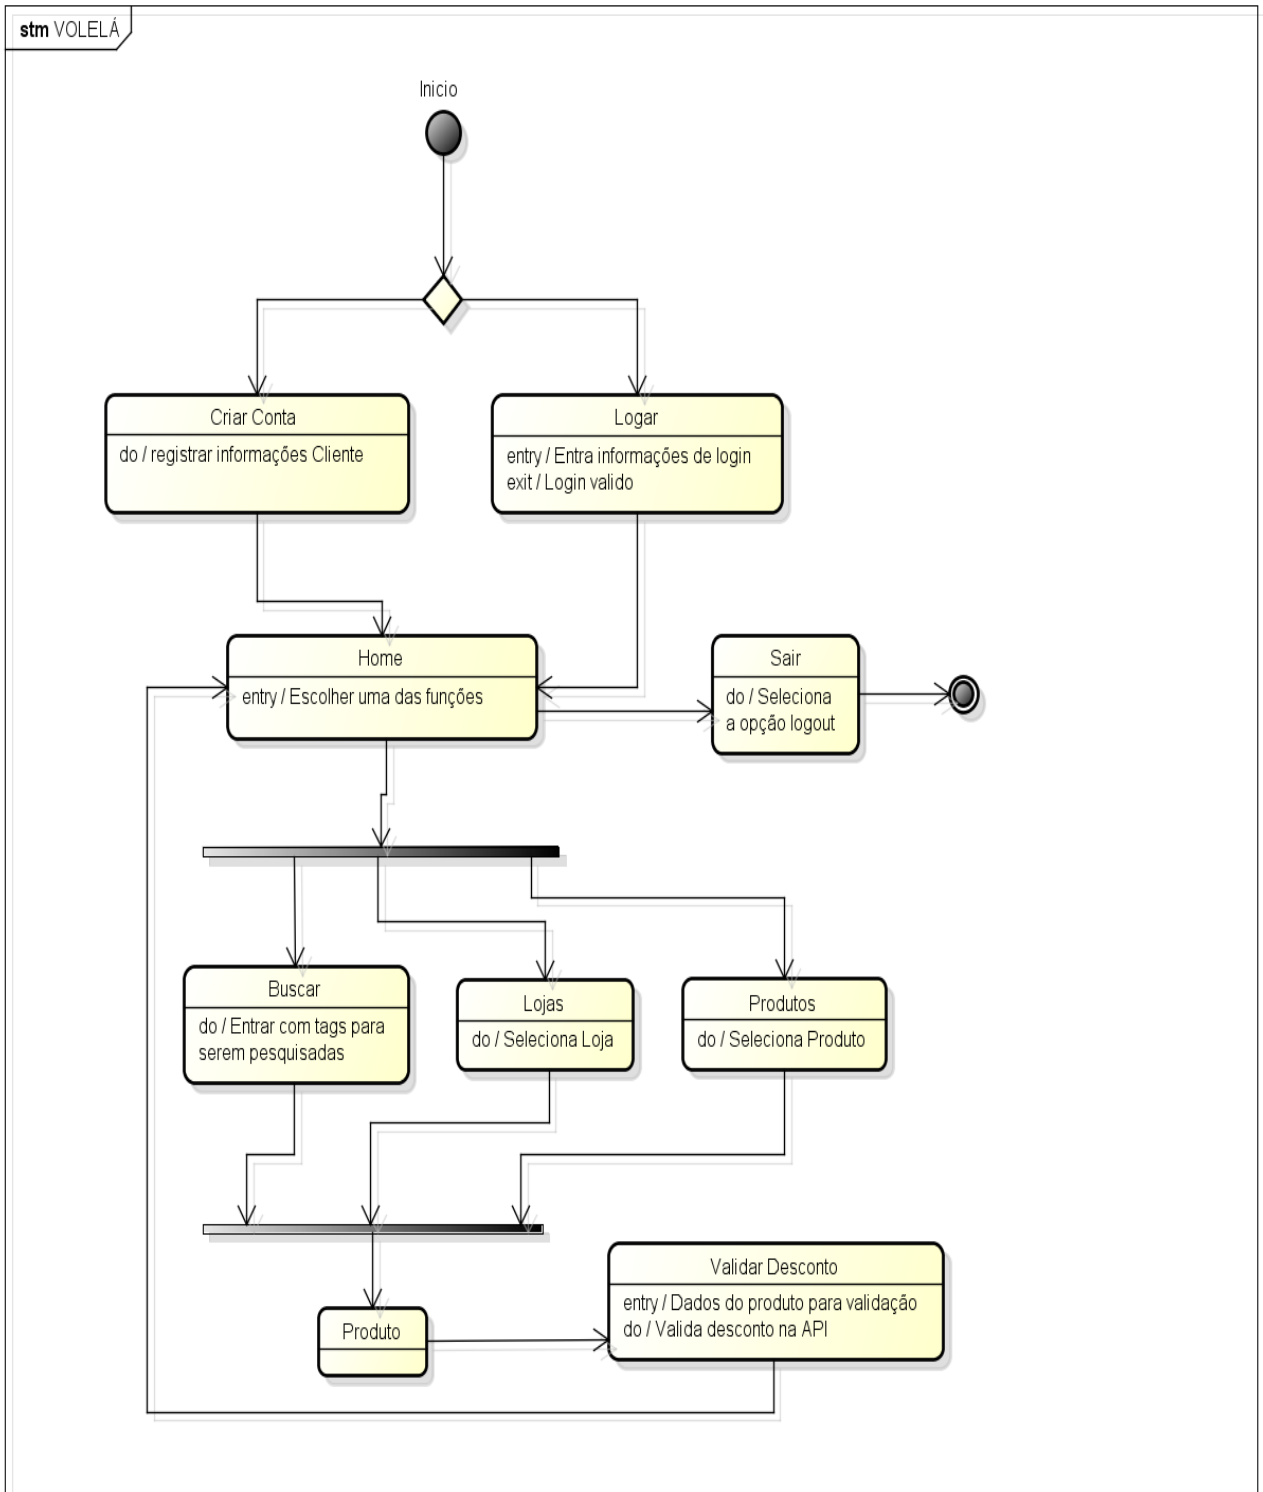 stm VOLELÁ
Inicio
Criar Conta
do / registrar informações Cliente
Logar
entry / Entra informações de login
exit / Login valido
Home
entry / Escolher uma das funções
Sair
do / Seleciona
a opção logout
Buscar
do / Entrar com tags para
serem pesquisadas
Lojas
do / Seleciona Loja
Produtos
do / Seleciona Produto
Produto
Validar Desconto
entry / Dados do produto para validação
do / Valida desconto na API